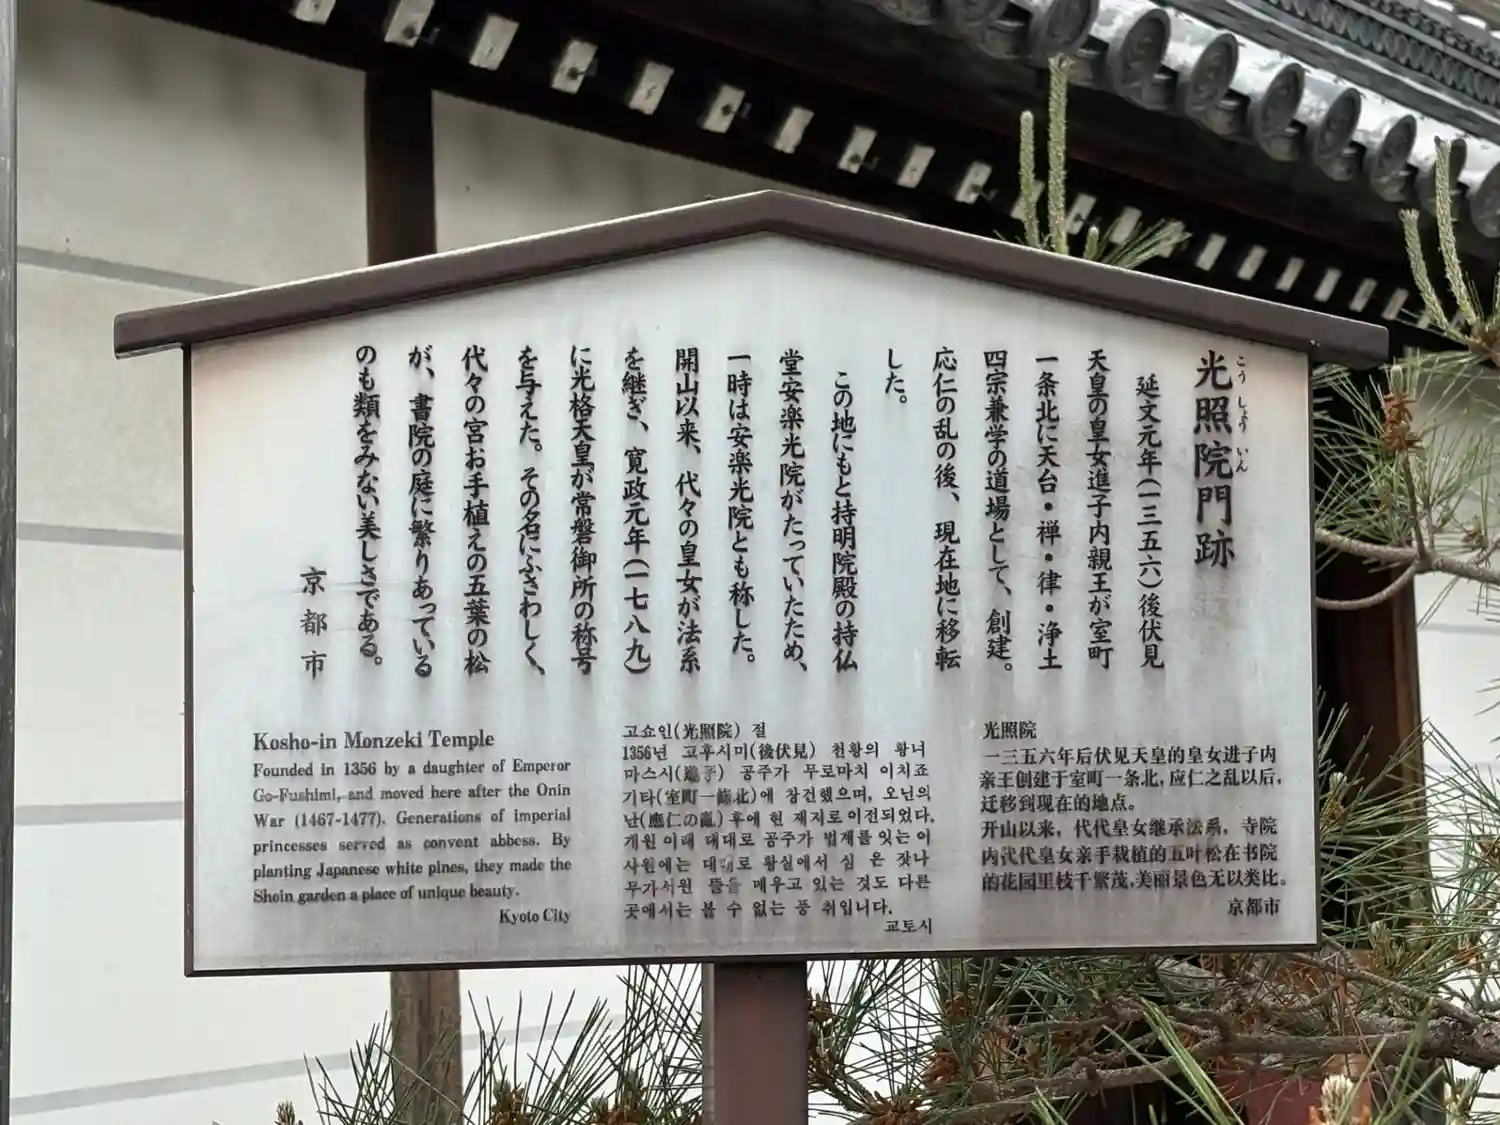 光照院門跡
こうしょういん
延文元年(一三五六)後伏見
天皇の皇女進子内親王が室町
一条北に天台・禅・律・浄土
四宗兼学の道場として、創建。
応仁の乱の後、現在地に移転
した。
この地にもと持明院殿の持仏
堂安楽光院がたっていたため、
一時は安楽光院とも称した。
開山以来、代々の皇女が法系
を継ぎ、寛政元年(一七八九)
に光格天皇が常磐御所の称号
を与えた。その名にふさわしく、
代々の宮お手植えの五葉の松
が、書院の庭に繁りあっている
のも類をみない美しさである。
京都市
Kosho-in Monzeki Temple
Founded in 1356 by a daughter of Emperor
Go-Fushimi, and moved here after the Onin
War (1467-1477). Generations of imperial
princesses served as convent abbess. By
planting Japanese white pines, they made the
Shoin garden a place of unique beauty.
Kyoto City
고쇼인(光照院) 절
1356년 고후시미(後伏見) 천황의 황녀
마스시(進子) 공주가 무로마치 이치죠
기타(室町一條北)에 창건했으며, 오닌의
난(應仁の亂)후에 현 재지로이전되었다.
개원이래 대대로 공주가 법계를 잇는이
사원에는 대대로 황실에서 심 은 잣나
무가서원 뜰을 메우고 있는 것도 다른
곳에서는 볼 수 없는 풍 취입니다.
교토시
光照院
一三五六年后伏见天皇的皇女进子内
亲王创建于室町一条北,应仁之乱以后,
迁移到现在的地点。
开山以来，代代皇女继承法系，寺院
内代代皇女亲手栽植的五叶松在书院
的花园里枝千繁茂,美丽景色无以类比。
京都市